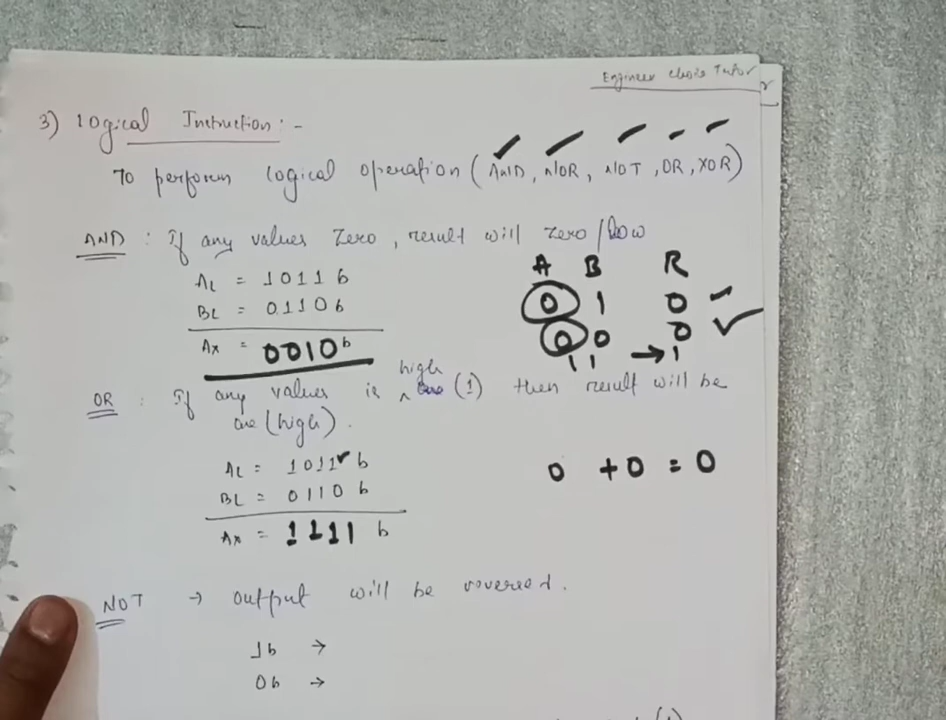 Engineer choice Tutor
3) Logical Instruction :-
To perform logical operation (AND, NOR, NOT, OR, XOR)
AND : If any values Zero, result will zero/low
AL = 1011 b
BL = 0110 b
AX = 0010 b
A B R
0 1 0
0 0 0
1 1 → 1
OR : If any values is high (1) then result will be
one (high).
AL = 1011 b
BL = 0110 b
AX = 1111 b
0 + 0 = 0
NOT → output will be reversed.
1b →
0b →